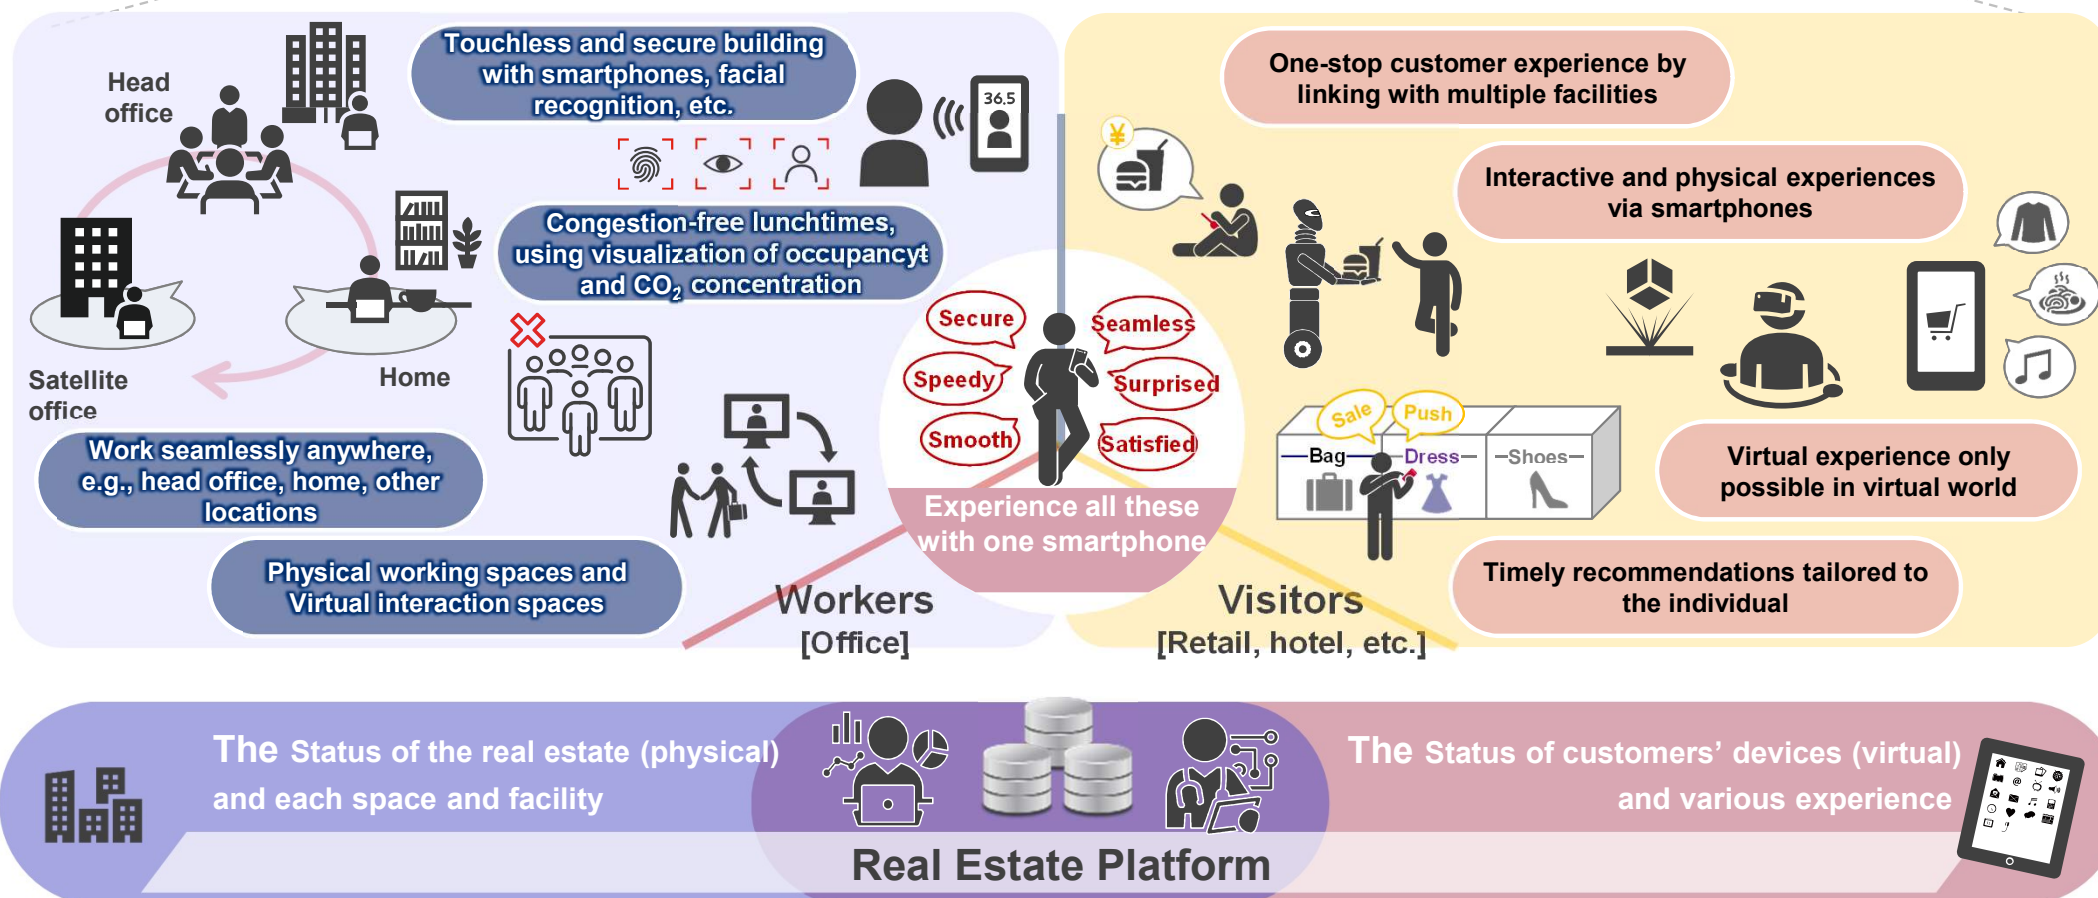 Touchless and secure building
with smartphones, facial
recognition, etc.
Head
office
36.5
Congestion-free lunchtimes,
using visualization of occupancyt
and CO₂ concentration
Satellite
office
Home
Work seamlessly anywhere,
e.g., head office, home, other
locations
Physical working spaces and
Virtual interaction spaces
Workers
[Office]
Secure
Speedy
Smooth
Seamless
Surprised
Satisfied
Experience all these
with one smartphone
One-stop customer experience by
linking with multiple facilities
¥
Interactive and physical experiences
via smartphones
Sale
Push
Bag
Dress
Shoes
Virtual experience only
possible in virtual world
Timely recommendations tailored to
the individual
Visitors
[Retail, hotel, etc.]
The Status of the real estate (physical)
and each space and facility
The Status of customers’ devices (virtual)
and various experience
Real Estate Platform